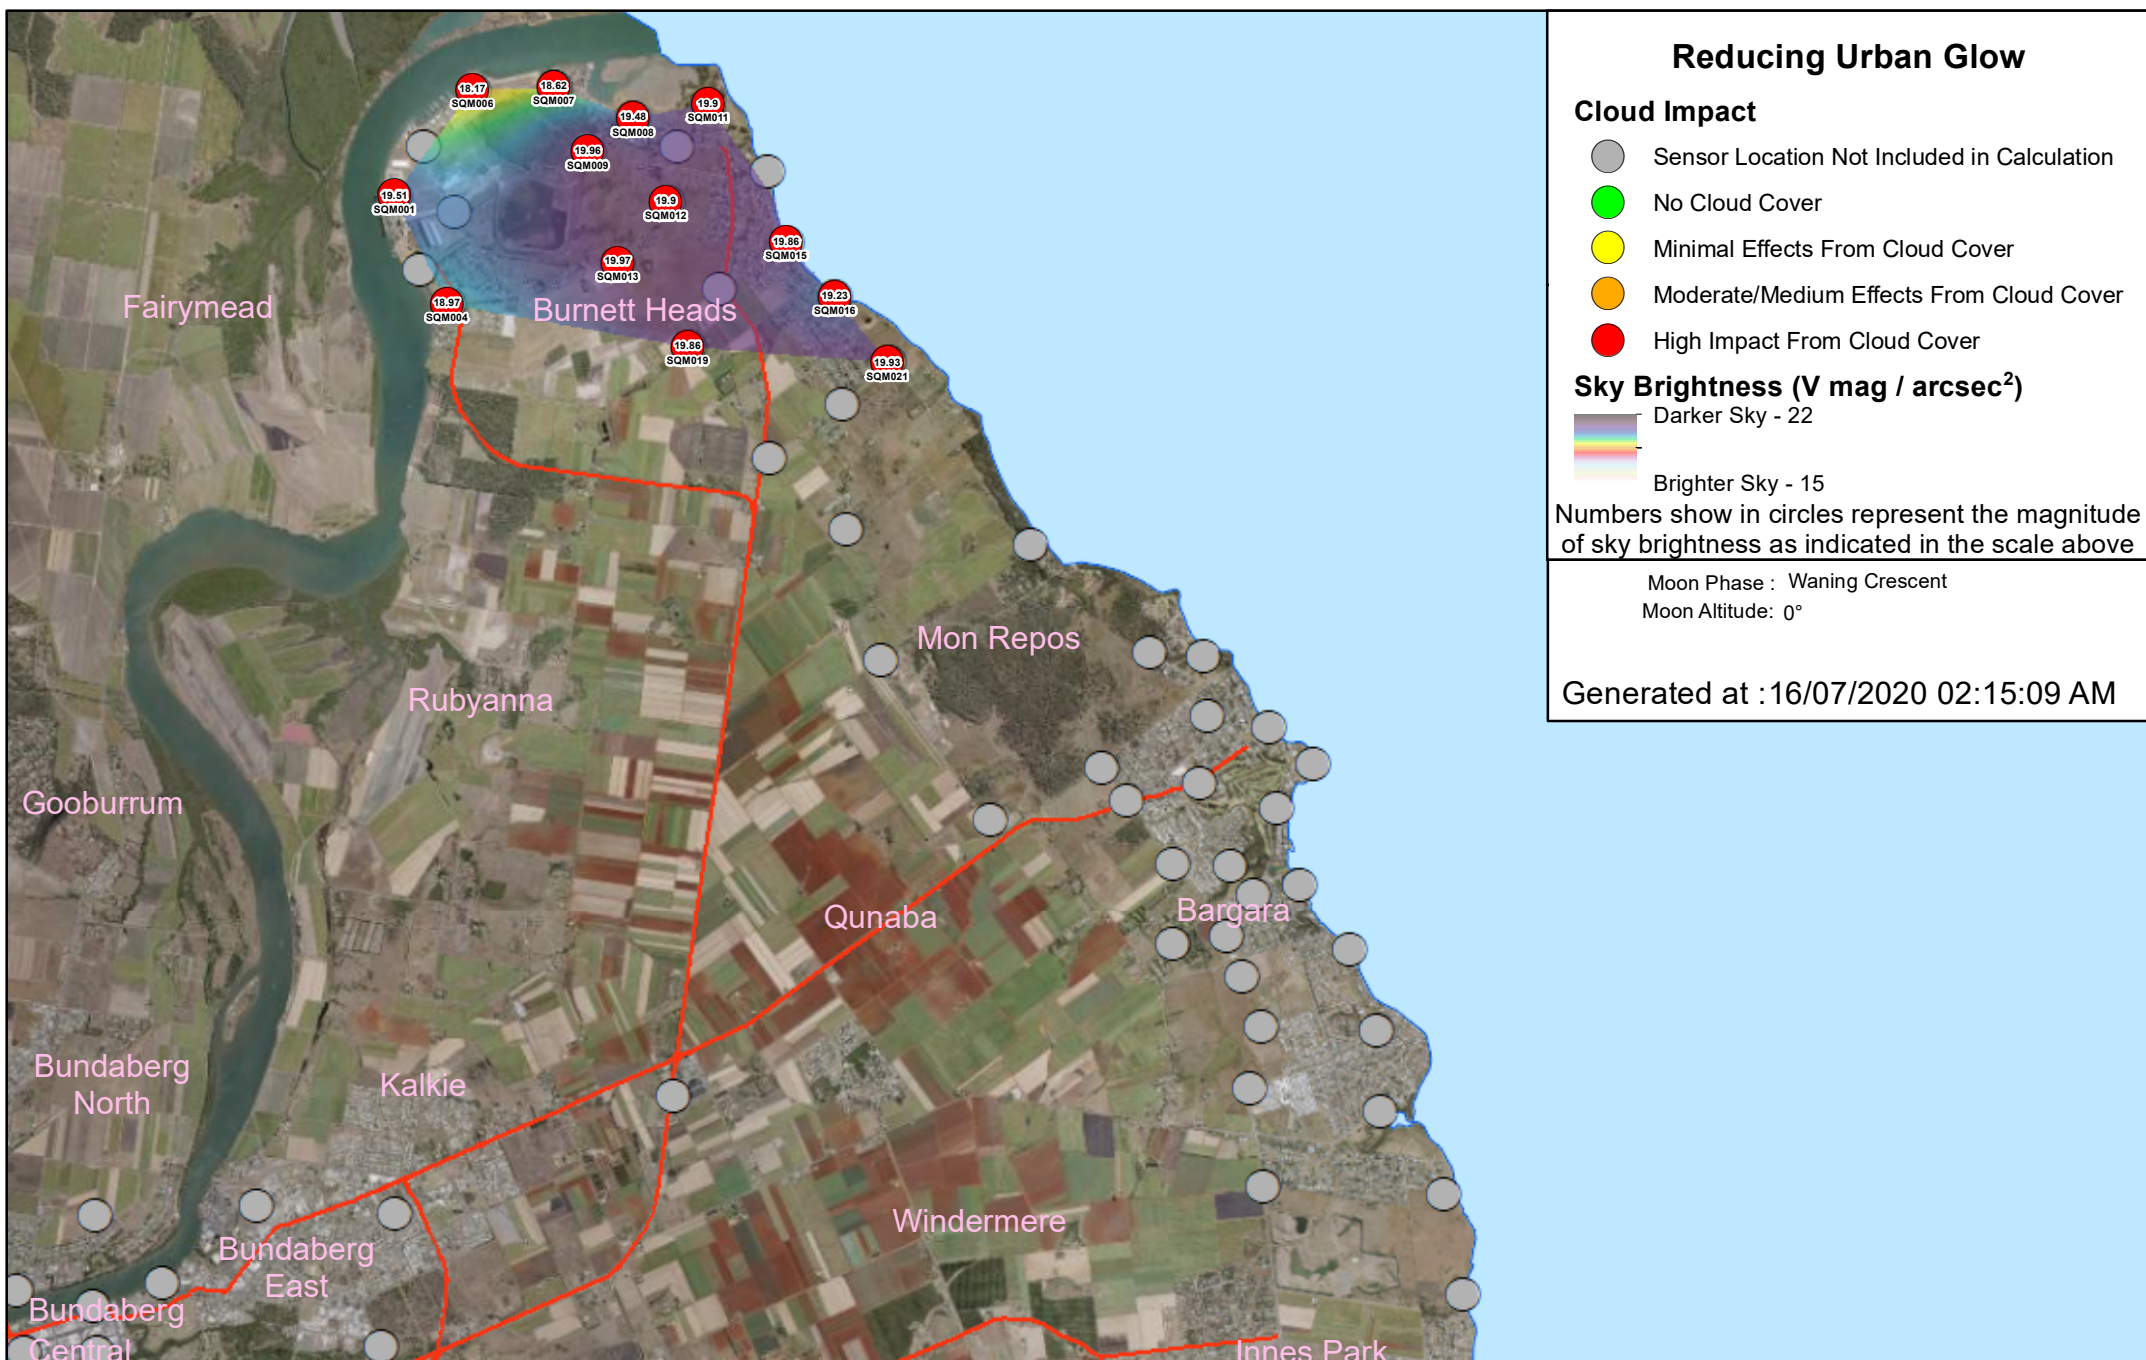 Reducing Urban Glow
Cloud Impact
Sensor Location Not Included in Calculation
No Cloud Cover
Minimal Effects From Cloud Cover
Moderate/Medium Effects From Cloud Cover
High Impact From Cloud Cover
Sky Brightness (V mag / arcsec²)
Darker Sky - 22
Brighter Sky - 15
Numbers show in circles represent the magnitude
of sky brightness as indicated in the scale above
Moon Phase : Waning Crescent
Moon Altitude: 0°
Generated at :16/07/2020 02:15:09 AM
18.17
SQM006
18.62
SQM007
19.48
SQM008
19.9
SQM011
19.96
SQM009
19.51
SQM001
19.9
SQM012
19.86
SQM015
19.97
SQM013
18.97
SQM004
19.23
SQM016
19.86
SQM019
19.93
SQM021
Fairymead
Burnett Heads
Mon Repos
Rubyanna
Gooburrum
Qunaba
Bargara
Bundaberg
North
Kalkie
Windermere
Bundaberg
East
Bundaberg
Central
Innes Park